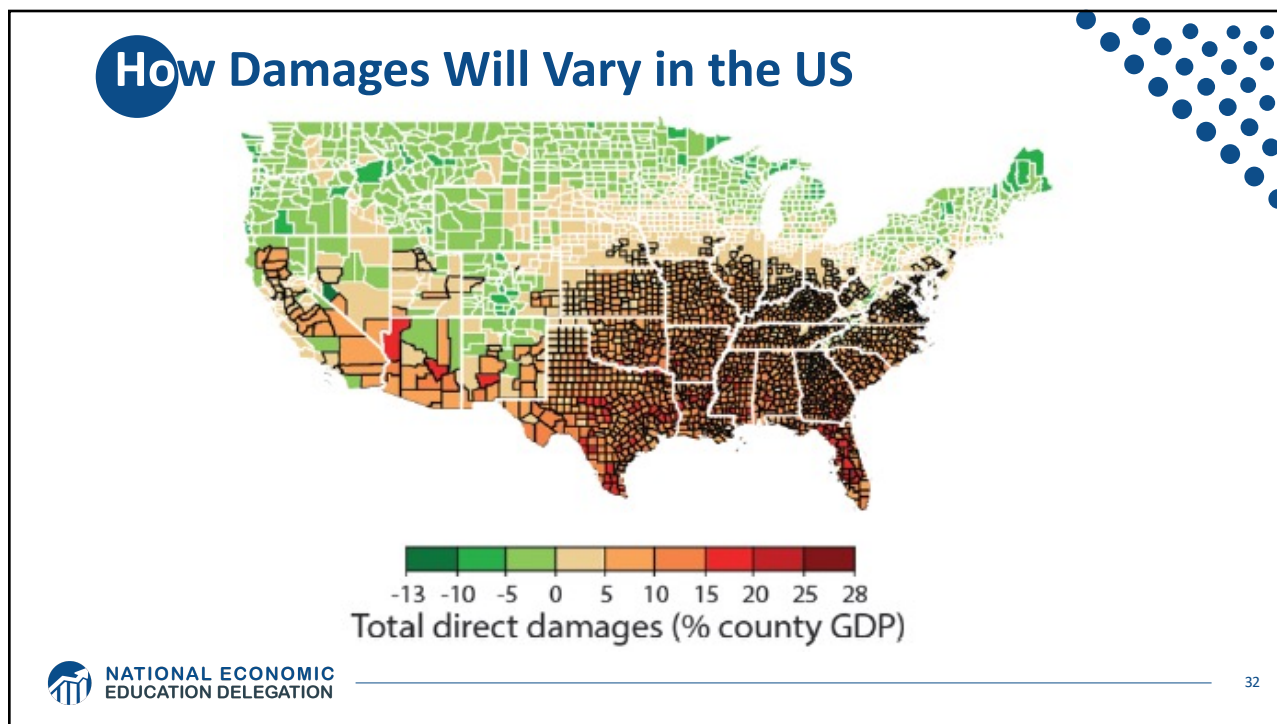 How Damages Will Vary in the US
-13 -10 -5 0 5 10 15 20 25 28
Total direct damages (% county GDP)
NATIONAL ECONOMIC
EDUCATION DELEGATION
32